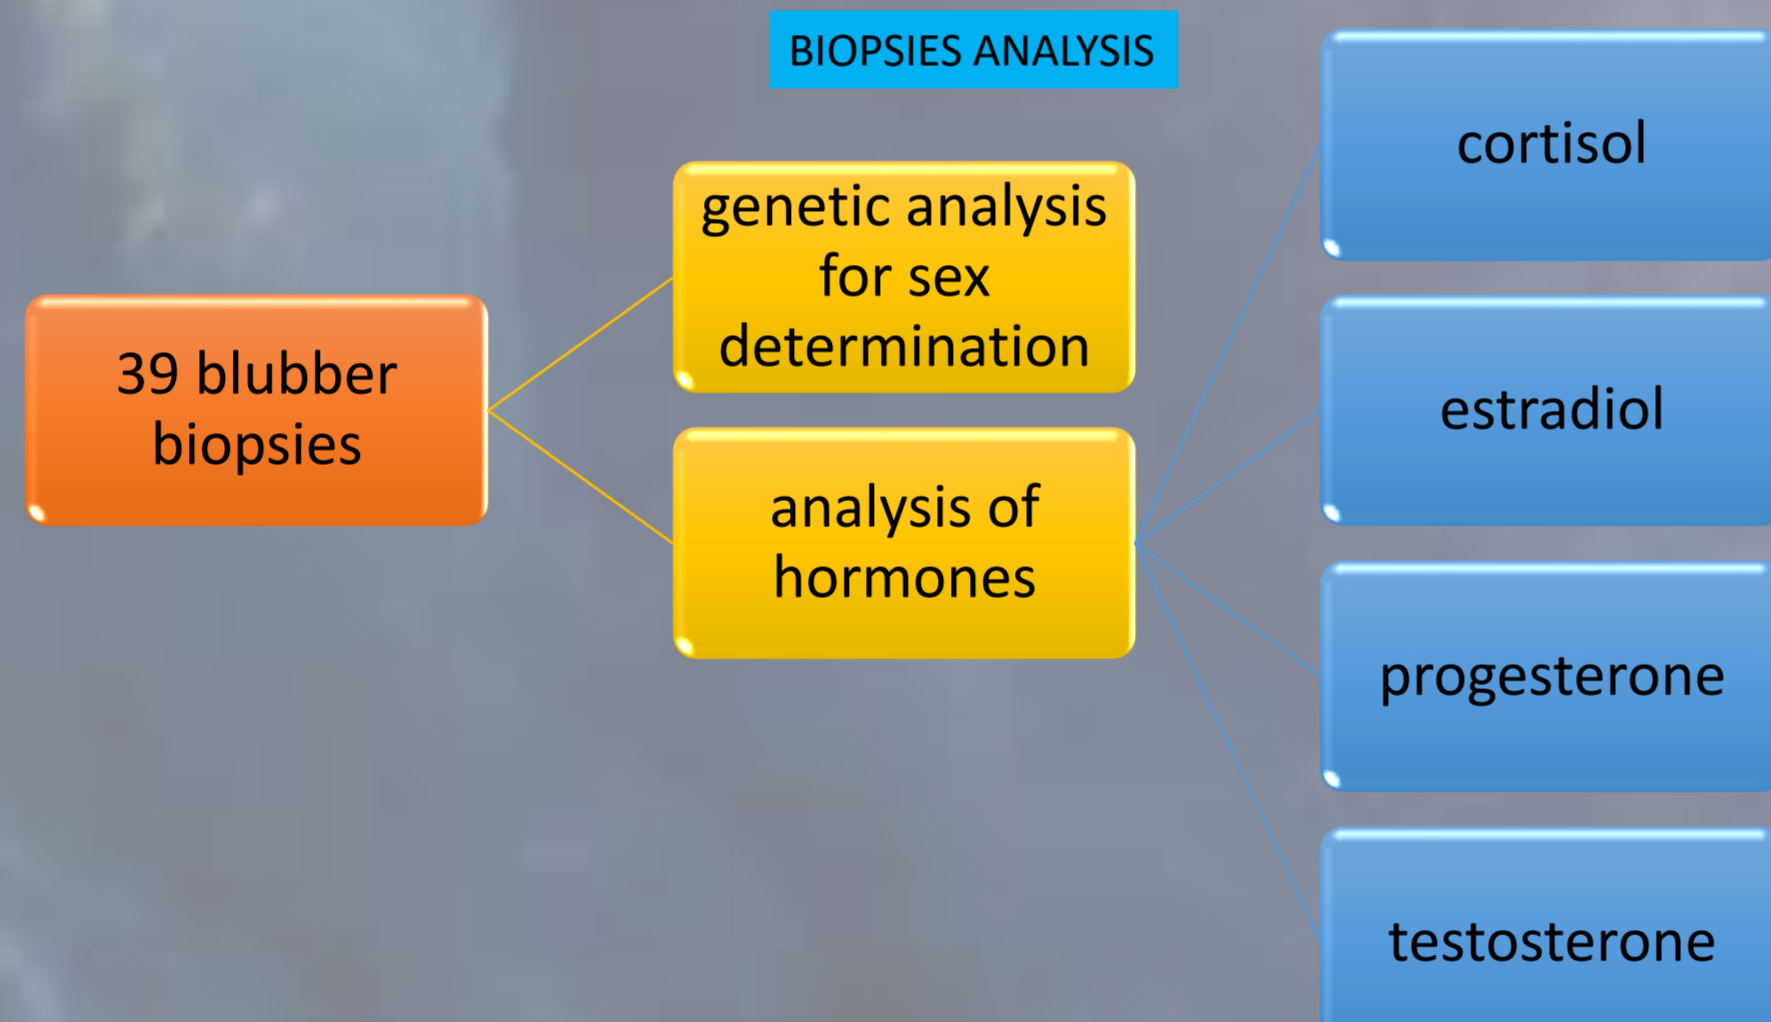 BIOPSIES ANALYSIS
39 blubber
biopsies
genetic analysis
for sex
determination
analysis of
hormones
cortisol
estradiol
progesterone
testosterone